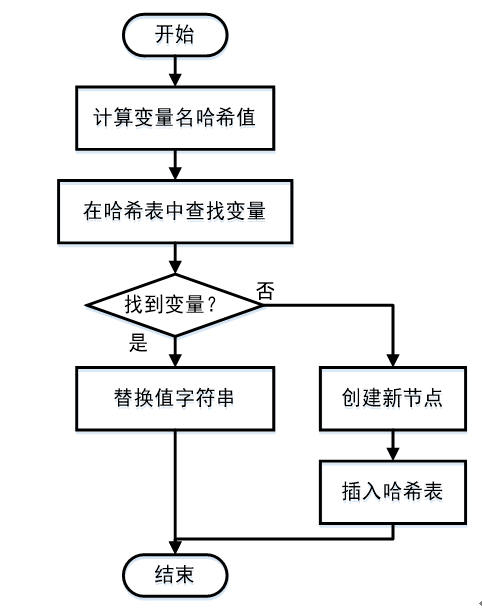 开始
计算变量名哈希值
在哈希表中查找变量
找到变量？
否
是
替换值字符串
创建新节点
插入哈希表
结束